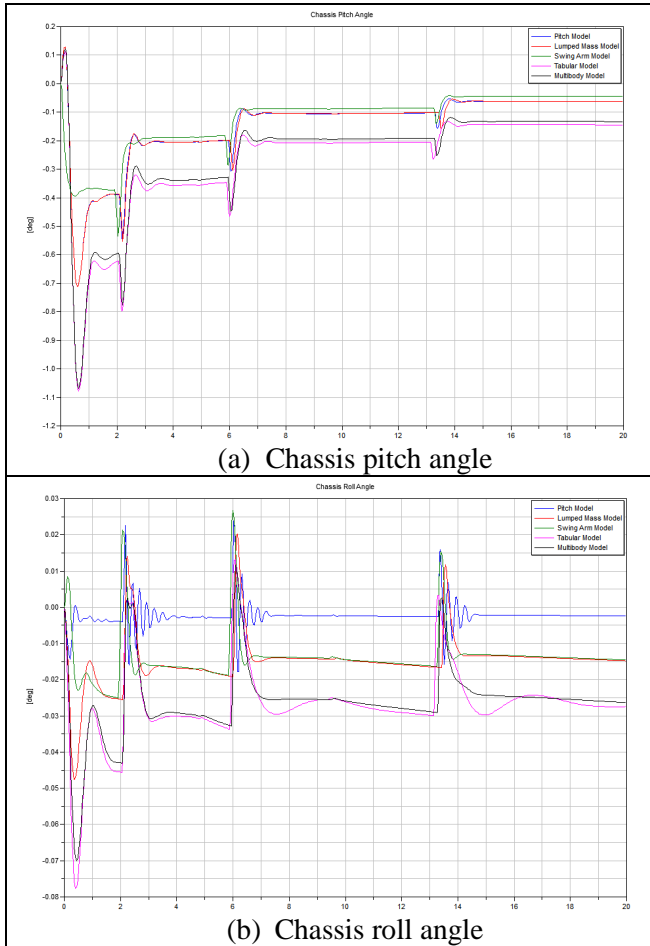 Chassis Pitch Angle
Pitch Model
Lumped Mass Model
Swing Arm Model
Tabular Model
Multibody Model
0.2
0.1
0.0
-0.1
-0.2
-0.3
-0.4
-0.5
-0.6
-0.7
-0.8
-0.9
-1.0
-1.1
-1.2
[deg]
0 2 4 6 8 10 12 14 16 18 20
(a) Chassis pitch angle
Chassis Roll Angle
Pitch Model
Lumped Mass Model
Swing Arm Model
Tabular Model
Multibody Model
0.03
0.02
0.01
0.00
-0.01
-0.02
-0.03
-0.04
-0.05
-0.06
-0.07
-0.08
[deg]
0 2 4 6 8 10 12 14 16 18 20
(b) Chassis roll angle